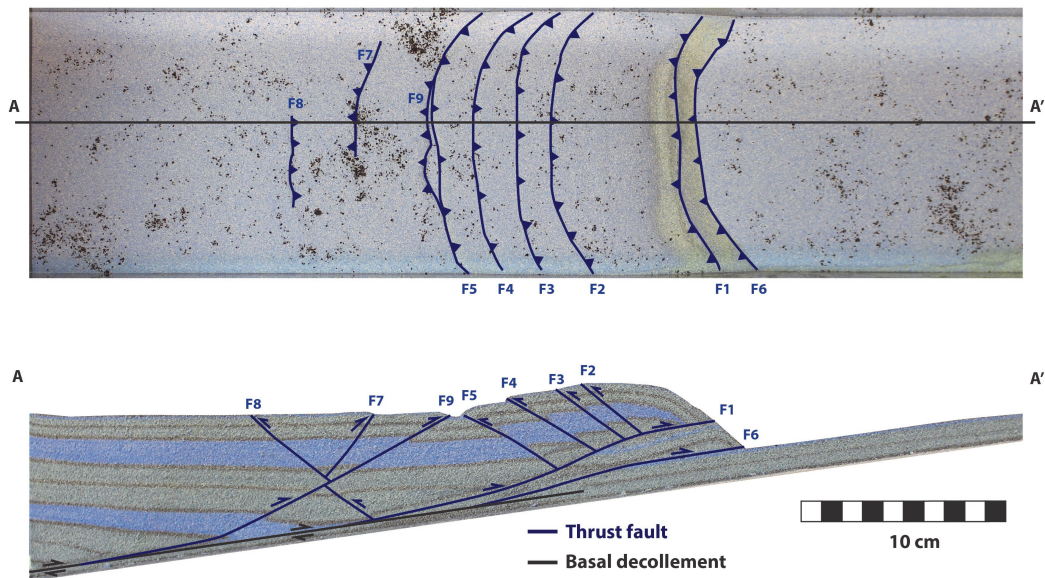 F7
A
F8
F9
A’
F5
F4
F3
F2
F1
F6
A
A’
F2
F3
F4
F5
F9
F7
F8
F1
F6
Thrust fault
Basal decollement
10 cm